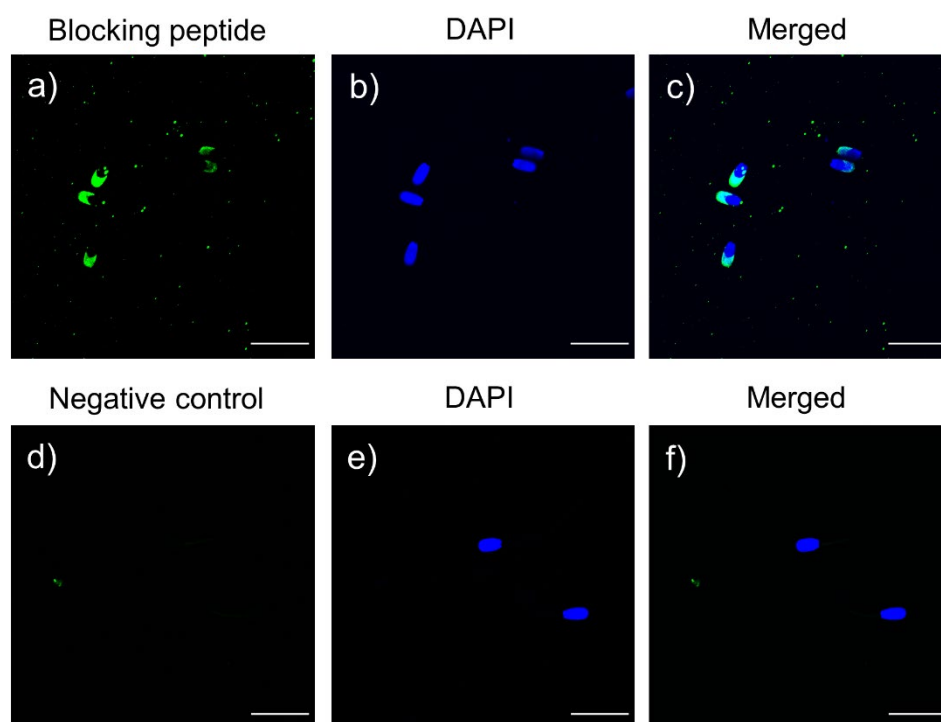 Blocking peptide DAPI Merged
a) b) c)
Negative control DAPI Merged
d) e) f)